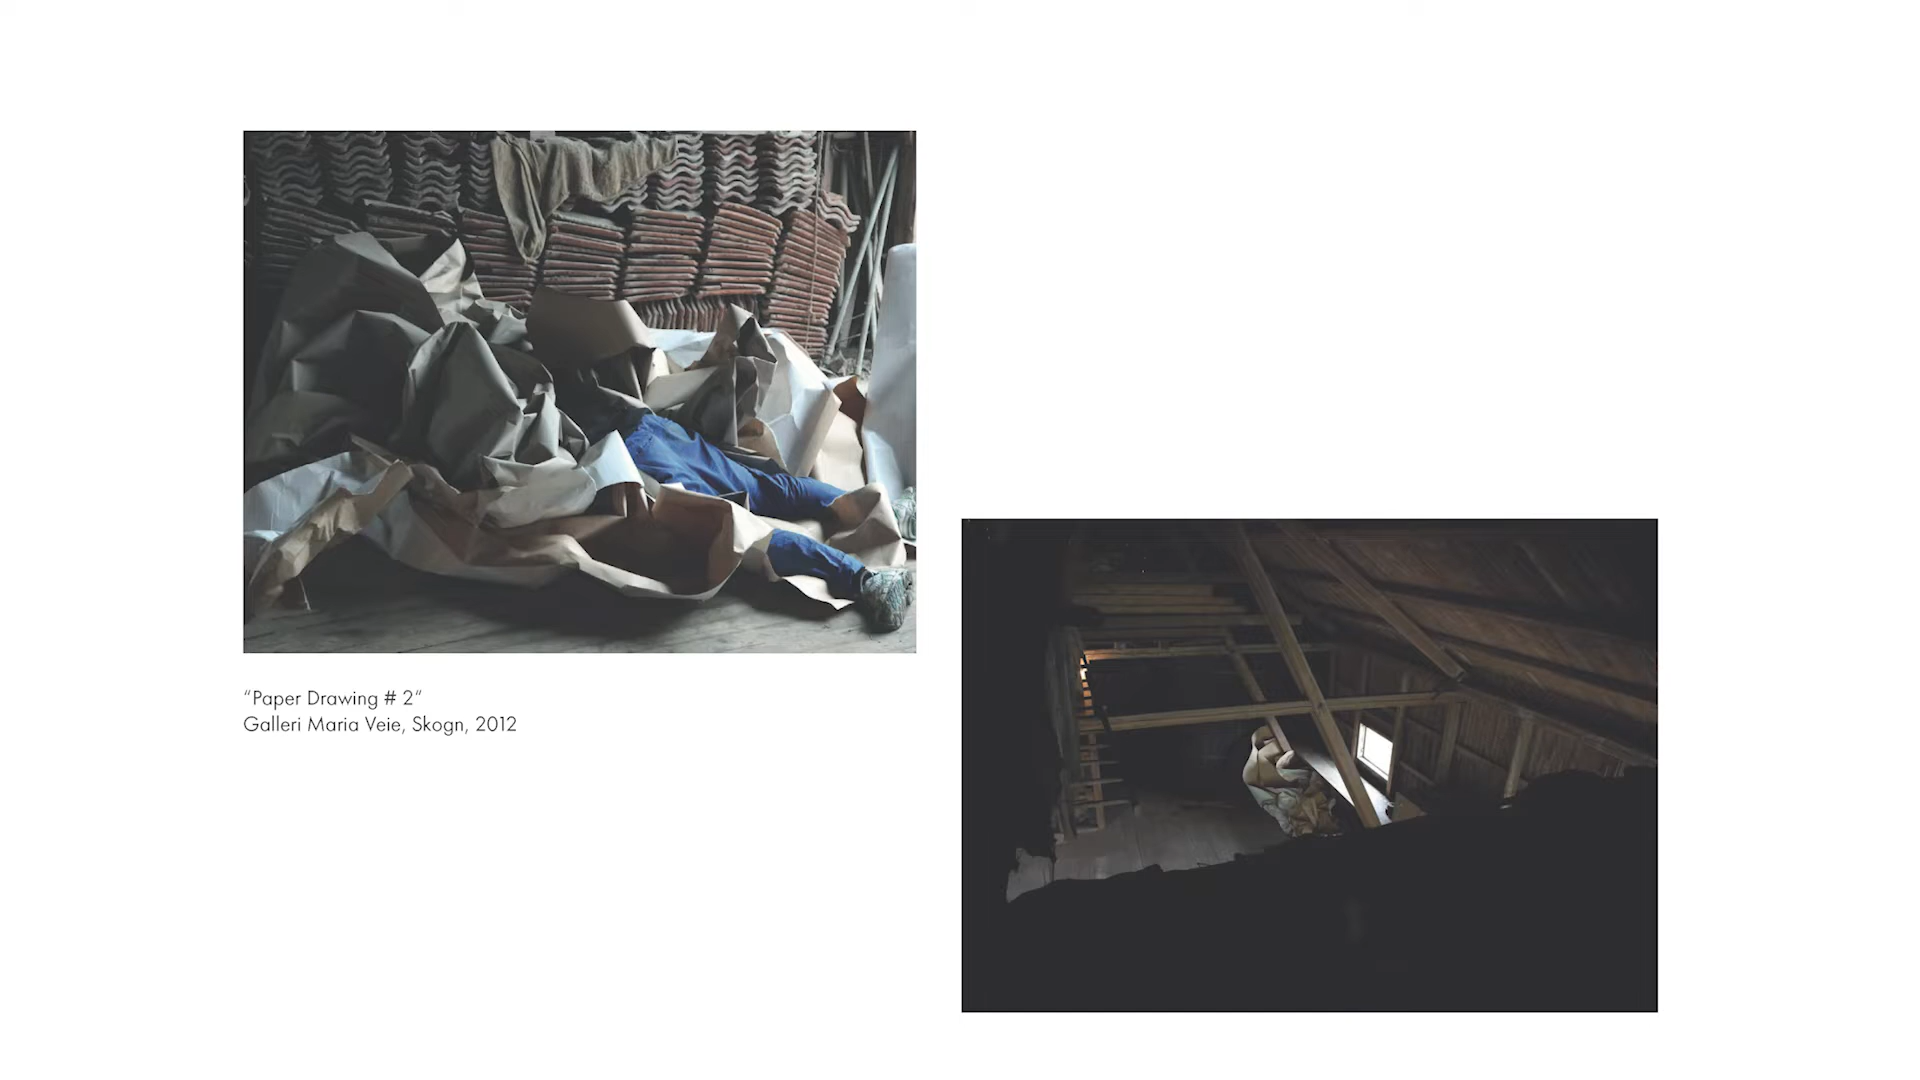 “Paper Drawing # 2”
Galleri Maria Veie, Skogn, 2012